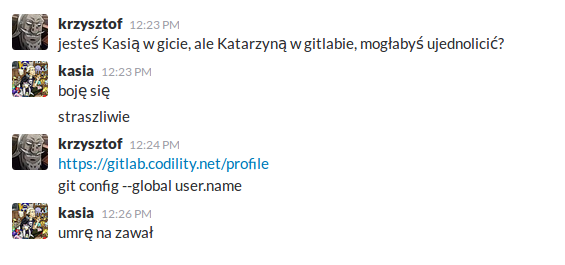 krzysztof 12:23 PM
jesteś Kasią w gicie, ale Katarzyną w gitlabie, mogłabyś ujednolicić?
kasia 12:23 PM
boję się
straszliwie
krzysztof 12:24 PM
https://gitlab.codility.net/profile
git config --global user.name
kasia 12:26 PM
umrę na zawał